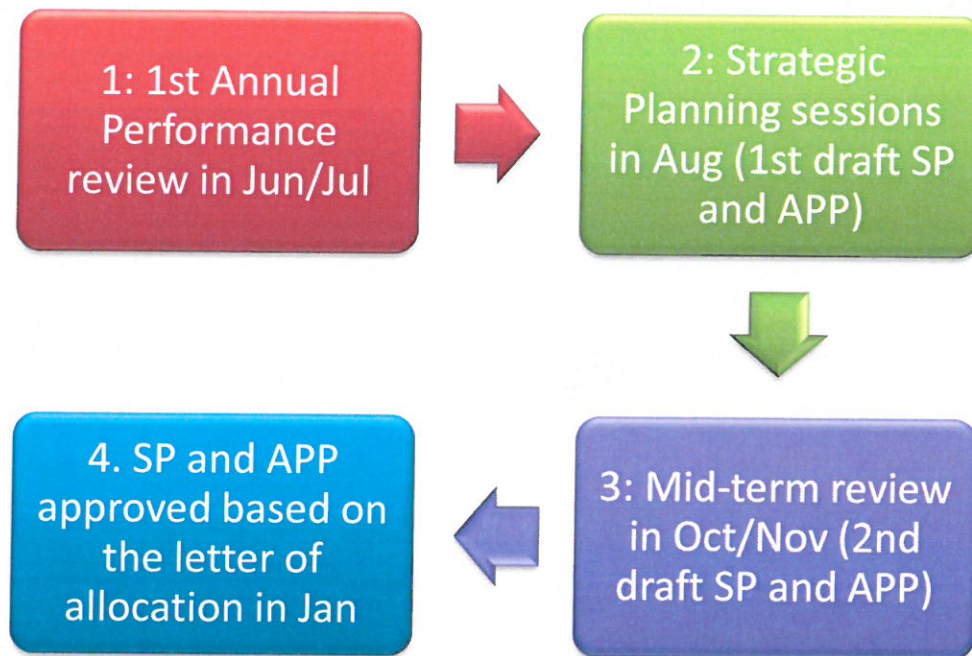 1: 1st Annual
Performance
review in Jun/Jul
2: Strategic
Planning sessions
in Aug (1st draft SP
and APP)
3: Mid-term review
in Oct/Nov (2nd
draft SP and APP)
4. SP and APP
approved based on
the letter of
allocation in Jan